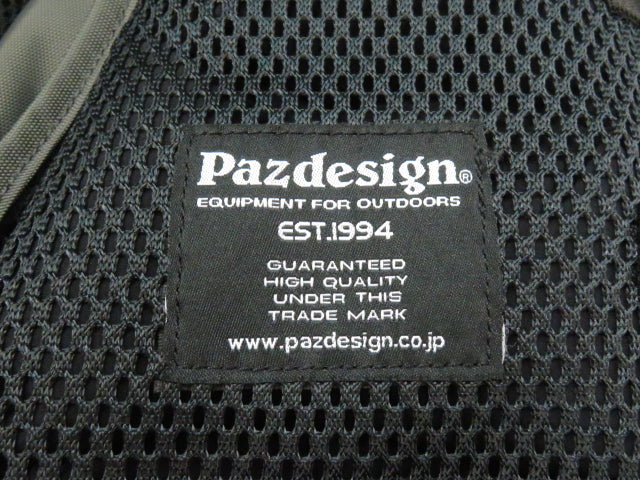 Pazdesign®
EQUIPMENT FOR OUTDOORS
EST.1994
GUARANTEED
HIGH QUALITY
UNDER THIS
TRADE MARK
www.pazdesign.co.jp